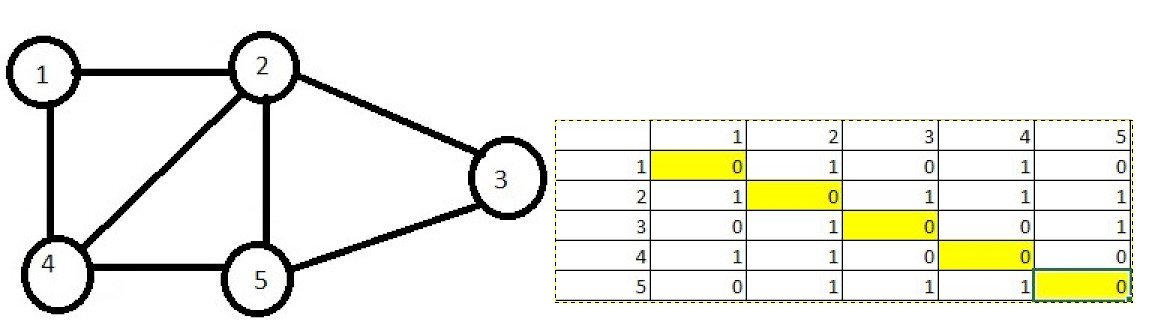 1
2
3
4
5
1 2 3 4 5
1 0 1 0 1 0
2 1 0 1 1 1
3 0 1 0 0 1
4 1 1 0 0 0
5 0 1 1 1 0